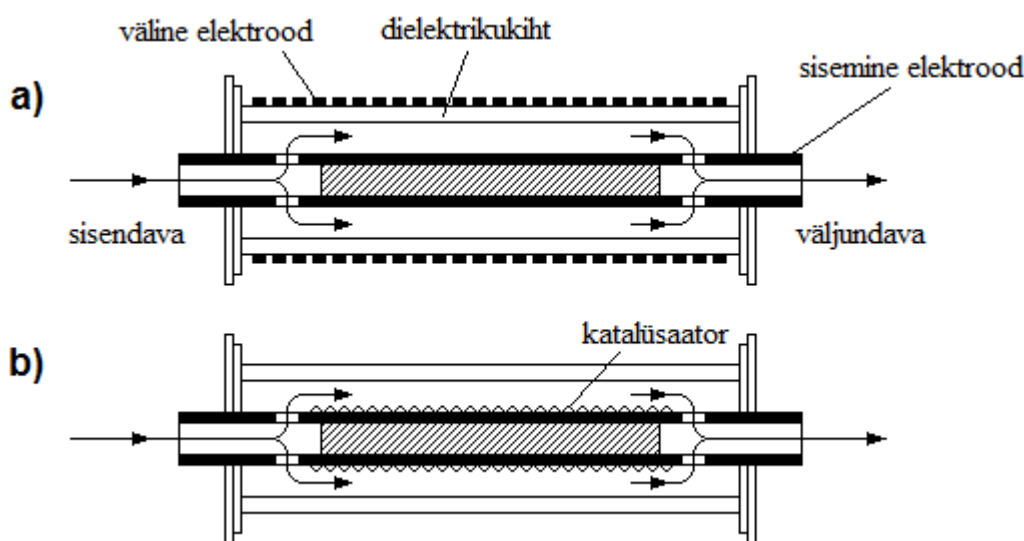 väline elektrood
dielektrikukiht
sisemine elektrood
a)
sisendava
väljundava
katalüsaator
b)